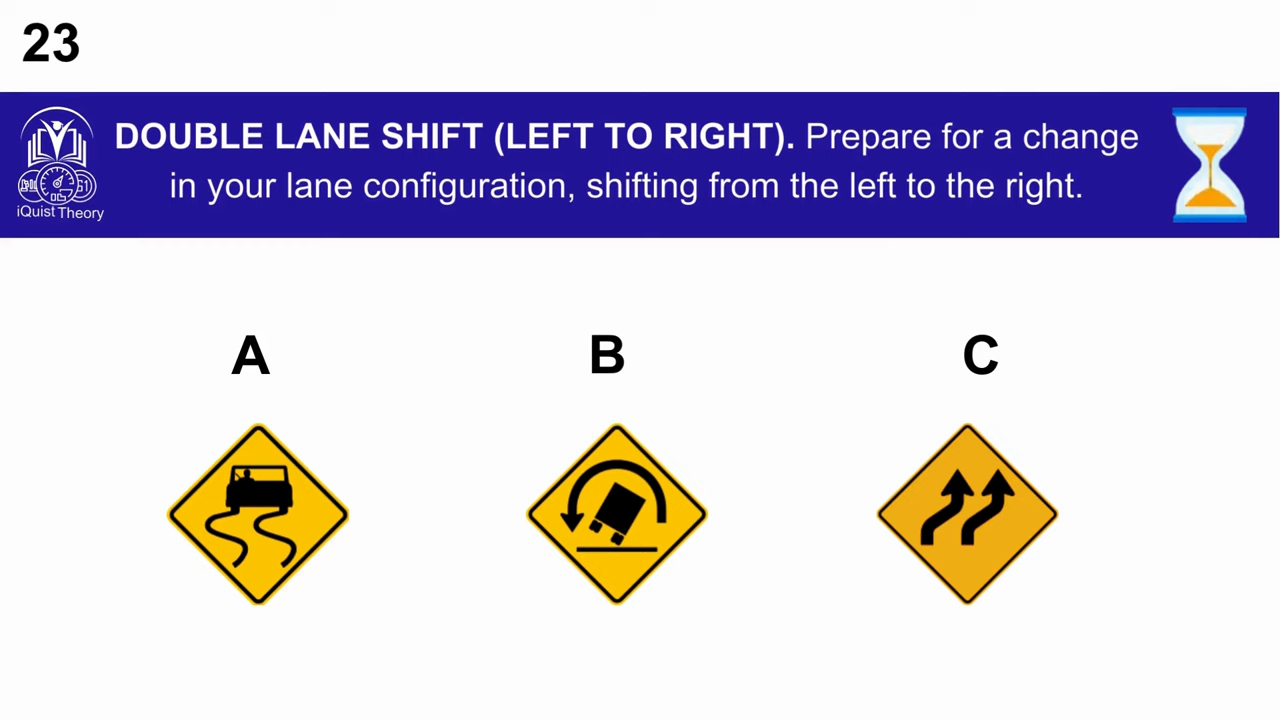 23
DOUBLE LANE SHIFT (LEFT TO RIGHT). Prepare for a change
in your lane configuration, shifting from the left to the right.
iQuist Theory
A
B
C